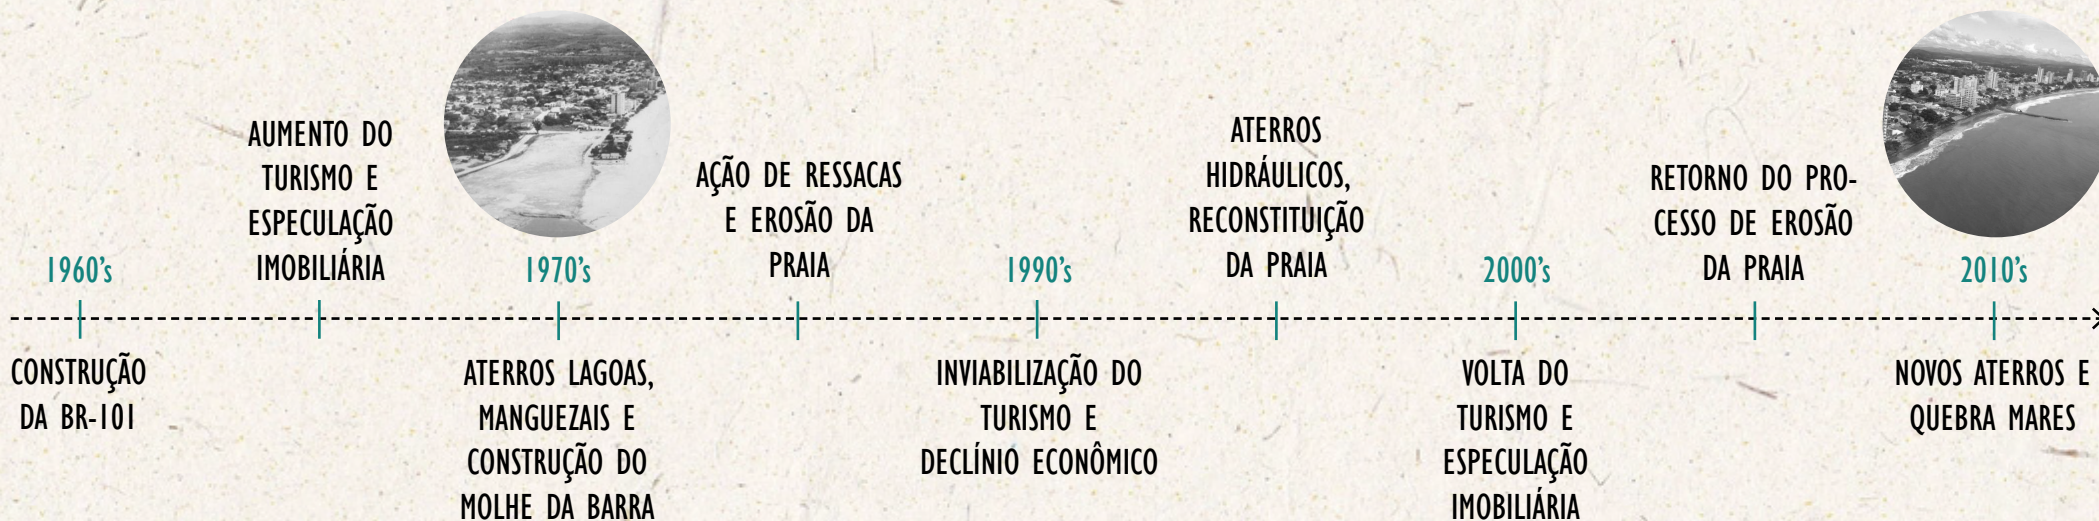 1960's
CONSTRUÇÃO
DA BR-101
AUMENTO DO
TURISMO E
ESPECULAÇÃO
IMOBILIÁRIA
1970's
ATERROS LAGOAS,
MANGUEZAIS E
CONSTRUÇÃO DO
MOLHE DA BARRA
AÇÃO DE RESSACAS
E EROSÃO DA
PRAIA
1990's
INVIABILIZAÇÃO DO
TURISMO E
DECLÍNIO ECONÔMICO
ATERROS
HIDRÁULICOS,
RECONSTITUIÇÃO
DA PRAIA
2000's
VOLTA DO
TURISMO E
ESPECULAÇÃO
IMOBILIÁRIA
RETORNO DO PRO-
CESSO DE EROSÃO
DA PRAIA
2010's
NOVOS ATERROS E
QUEBRA MARES